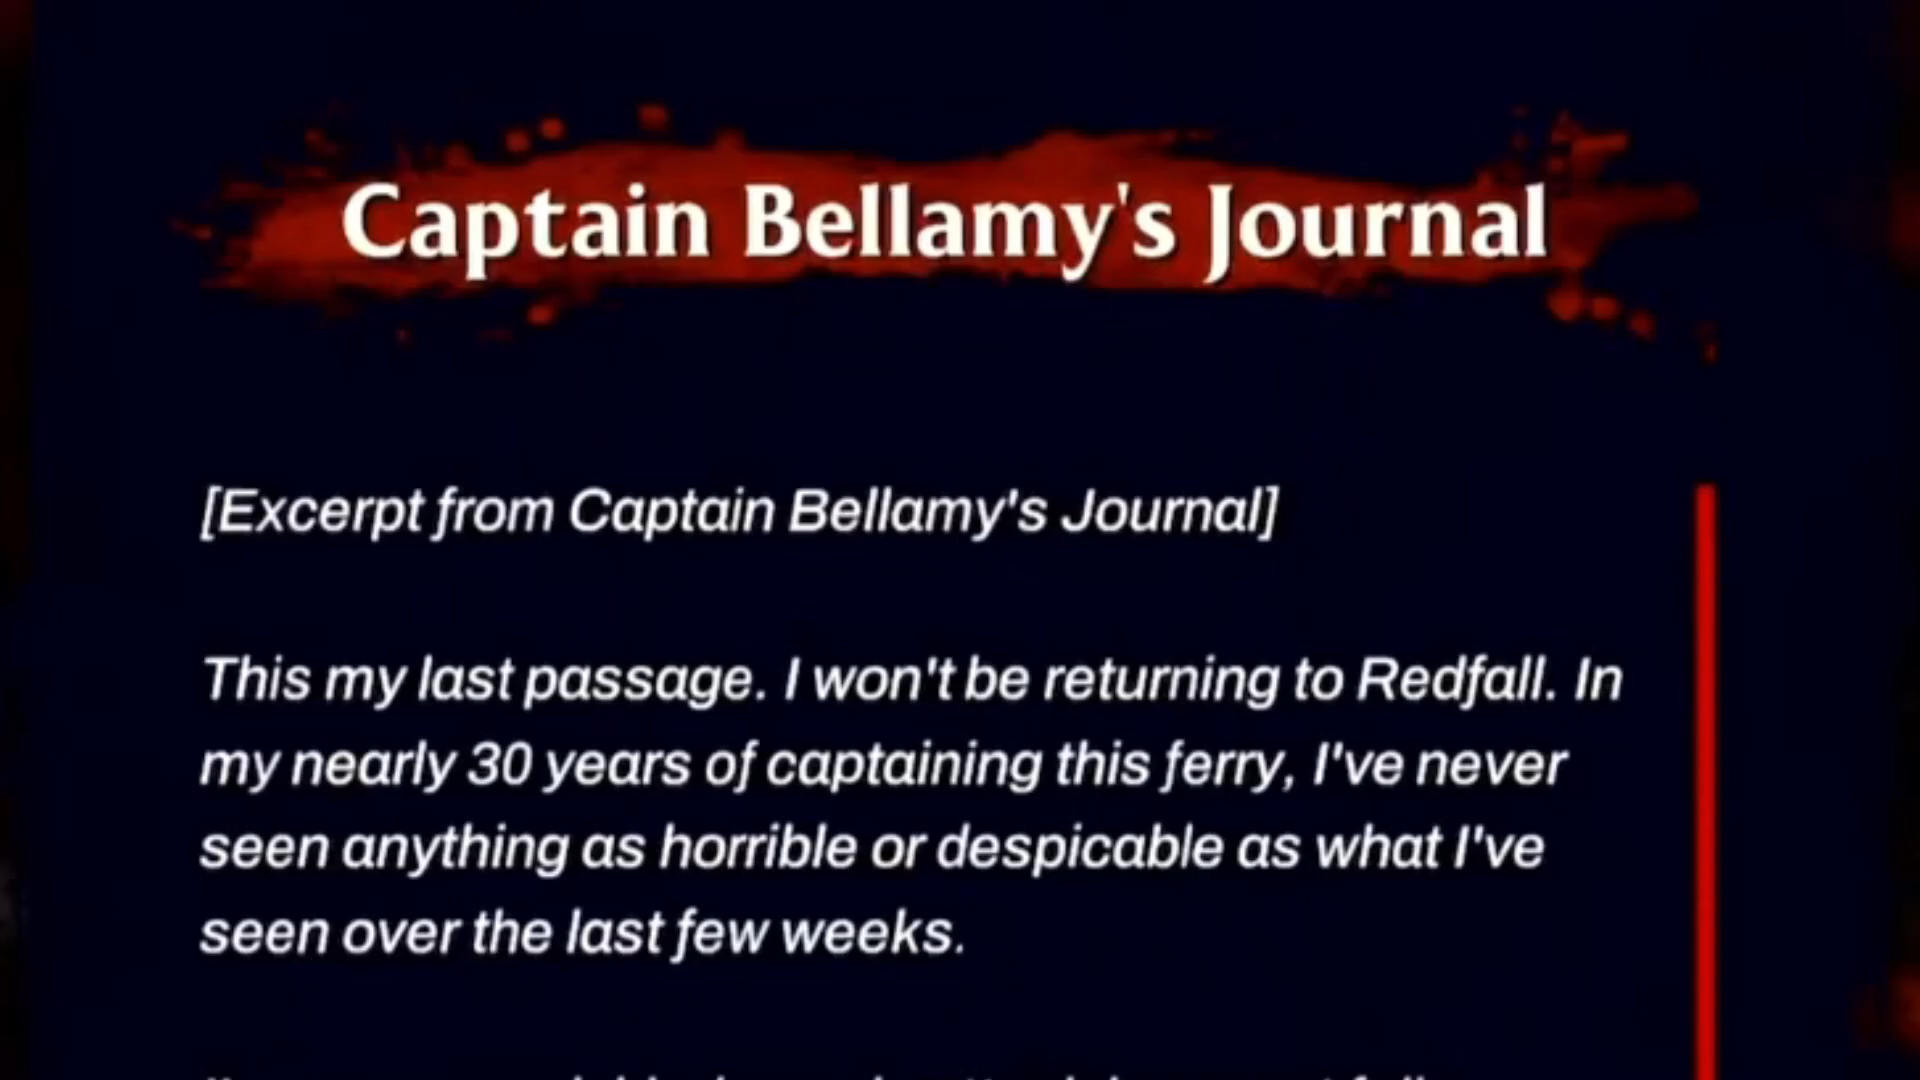 Captain Bellamy's Journal
[Excerpt from Captain Bellamy's Journal]
This my last passage. I won't be returning to Redfall. In
my nearly 30 years of captaining this ferry, I've never
seen anything as horrible or despicable as what I've
seen over the last few weeks.